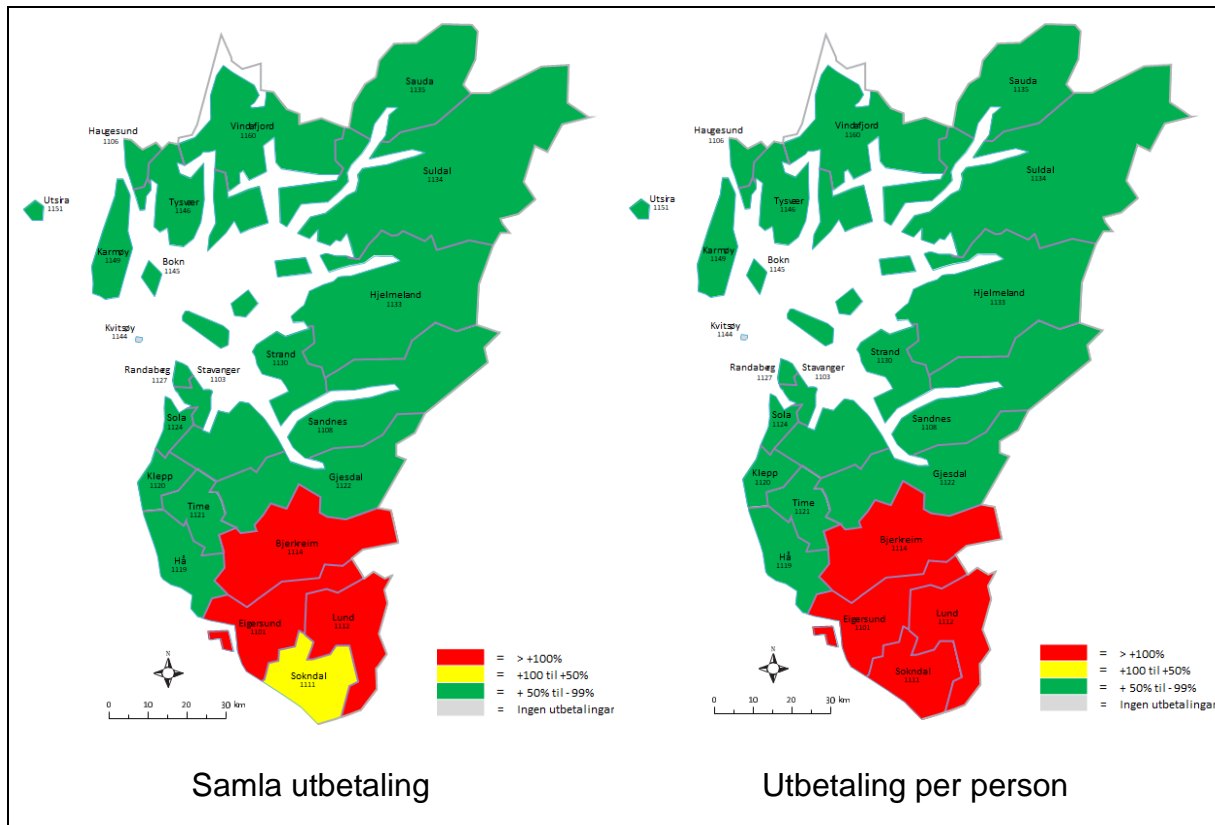 Sauda
1135
Haugesund
1106
Vindafjord
1160
Suldal
1134
Utsira
1151
Tysvær
1146
Karmøy
1149
Bokn
1145
Hjelmeland
1133
Kvitsøy
1144
Strand
1130
Randaberg
1127
Stavanger
1103
Sola
1124
Sandnes
1108
Klepp
1120
Gjesdal
1122
Time
1121
Bjerkreim
1114
Hå
1119
Eigersund
1101
Lund
1112
Sokndal
1111
N
0 10 20 30 km
= > +100%
= +100 til +50%
= + 50% til - 99%
= Ingen utbetalingar
Samla utbetaling
Sauda
1135
Haugesund
1106
Vindafjord
1160
Suldal
1134
Utsira
1151
Tysvær
1146
Karmøy
1149
Bokn
1145
Hjelmeland
1133
Kvitsøy
1144
Strand
1130
Randaberg
1127
Stavanger
1103
Sola
1124
Sandnes
1108
Klepp
1120
Gjesdal
1122
Time
1121
Bjerkreim
1114
Hå
1119
Eigersund
1101
Lund
1112
Sokndal
1111
N
0 10 20 30 km
= > +100%
= +100 til +50%
= + 50% til - 99%
= Ingen utbetalingar
Utbetaling per person